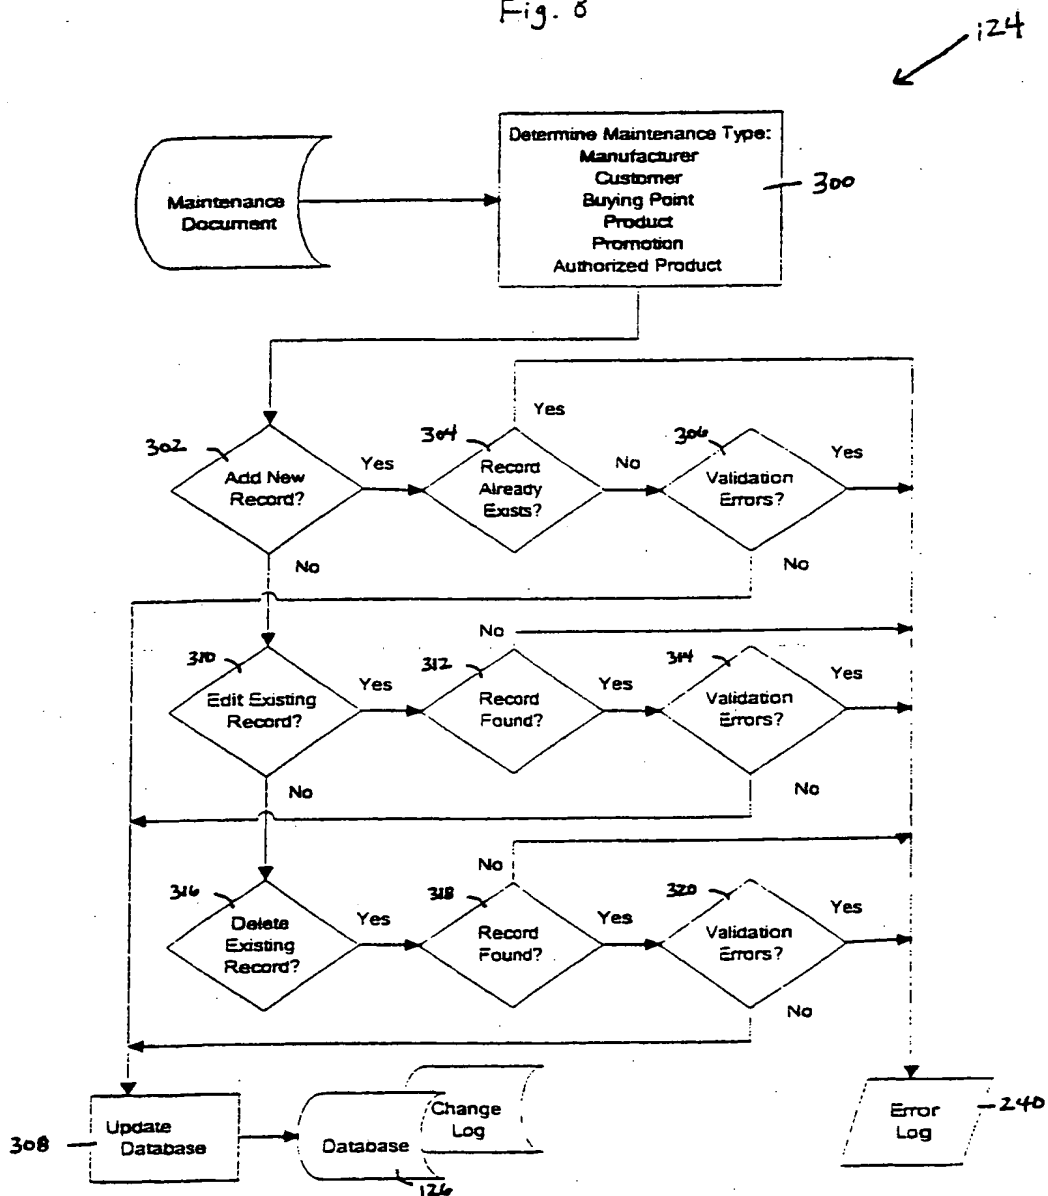 Fig. 8
124
Determine Maintenance Type:
Manufacturer
Customer
Buying Point
Product
Promotion
Authorized Product
300
Maintenance
Document
302
Add New
Record?
Yes
No
304
Record
Already
Exists?
Yes
No
306
Validation
Errors?
Yes
No
310
Edit Existing
Record?
Yes
No
312
Record
Found?
No
Yes
314
Validation
Errors?
Yes
No
316
Delete
Existing
Record?
Yes
318
Record
Found?
No
Yes
320
Validation
Errors?
Yes
No
308
Update
Database
Database
126
Change
Log
Error
Log
240